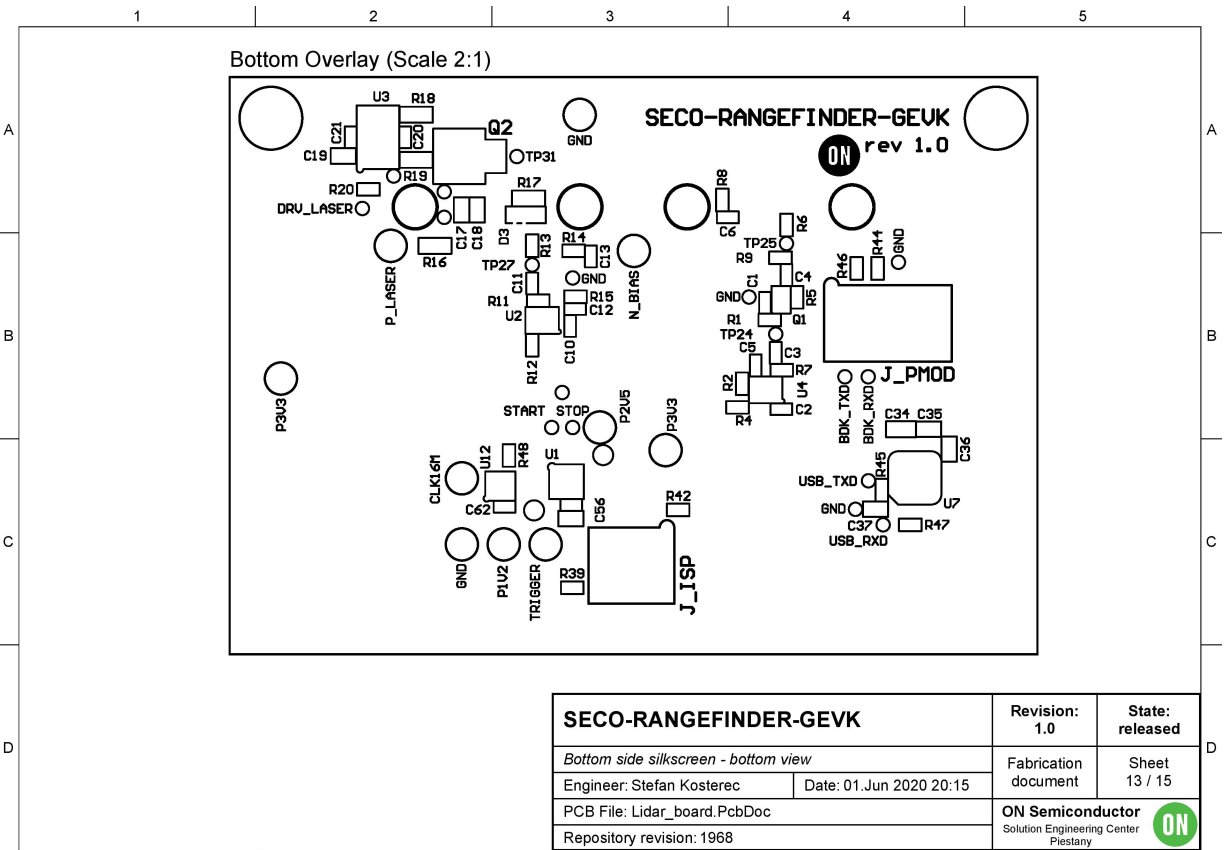 1 2 3 4 5
Bottom Overlay (Scale 2:1)
A A
U3 R18
C21 C20 Q2
GND
SECO-RANGEFINDER-GEVK
ON rev 1.0
C19 TP31
R19
R20 R17 R8
DRV_LASER
C17 C18 D3 C6 R6
R16 R13 R14 C13 TP25 R46 R44 GND
TP27 R9
P_LASER C11 GND N_BIAS C1 C4
R11 R15 GND R5
B B
U2 C12 R1 Q1
C10 TP24
R12 C5 C3
R7 J_PMOD
P3V3 R2 U4
BDK_TXD BDK_RXD
START STOP P2V5 P3V3 R4 C2 C34 C35
C36
CLK16M U12 R48 U1 R45
USB_TXD
C62 C56 R42 U7
GND
C37 R47
USB_RXD
C C
GND P1V2 TRIGGER R39 J_ISP
SECO-RANGEFINDER-GEVK
Revision:
1.0
State:
released
D D
Bottom side silkscreen - bottom view
Fabrication
document
Sheet
13 / 15
Engineer: Stefan Kosterec Date: 01.Jun 2020 20:15
PCB File: Lidar_board.PcbDoc
Repository revision: 1968
ON Semiconductor
Solution Engineering Center
Piestany
ON